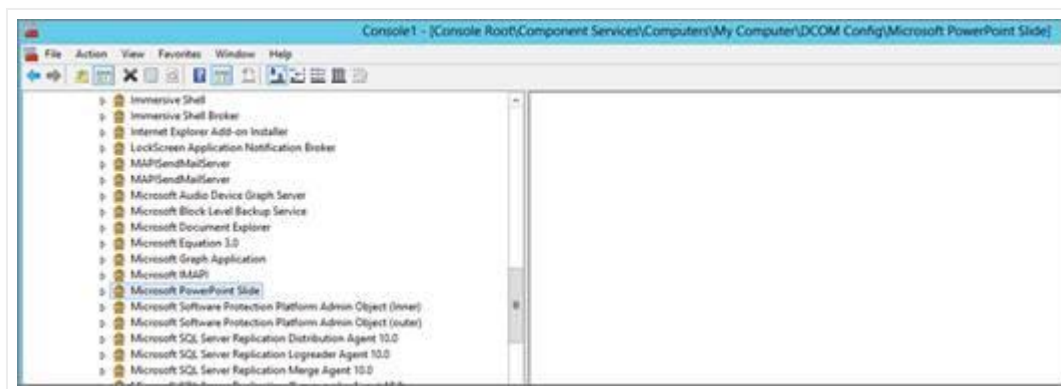 Console1 - [Console Root\Component Services\Computers\My Computer\DCOM Config\Microsoft PowerPoint Slide]
File Action View Favorites Window Help
Immersive Shell
Immersive Shell Broker
Internet Explorer Add-on Installer
LockScreen Application Notification Broker
MAPISendMailServer
MAPISendMailServer
Microsoft Audio Device Graph Server
Microsoft Block Level Backup Service
Microsoft Document Explorer
Microsoft Equation 3.0
Microsoft Graph Application
Microsoft IMAPI
Microsoft PowerPoint Slide
Microsoft Software Protection Platform Admin Object (Inner)
Microsoft Software Protection Platform Admin Object (outer)
Microsoft SQL Server Replication Distribution Agent 10.0
Microsoft SQL Server Replication Logreader Agent 10.0
Microsoft SQL Server Replication Merge Agent 10.0